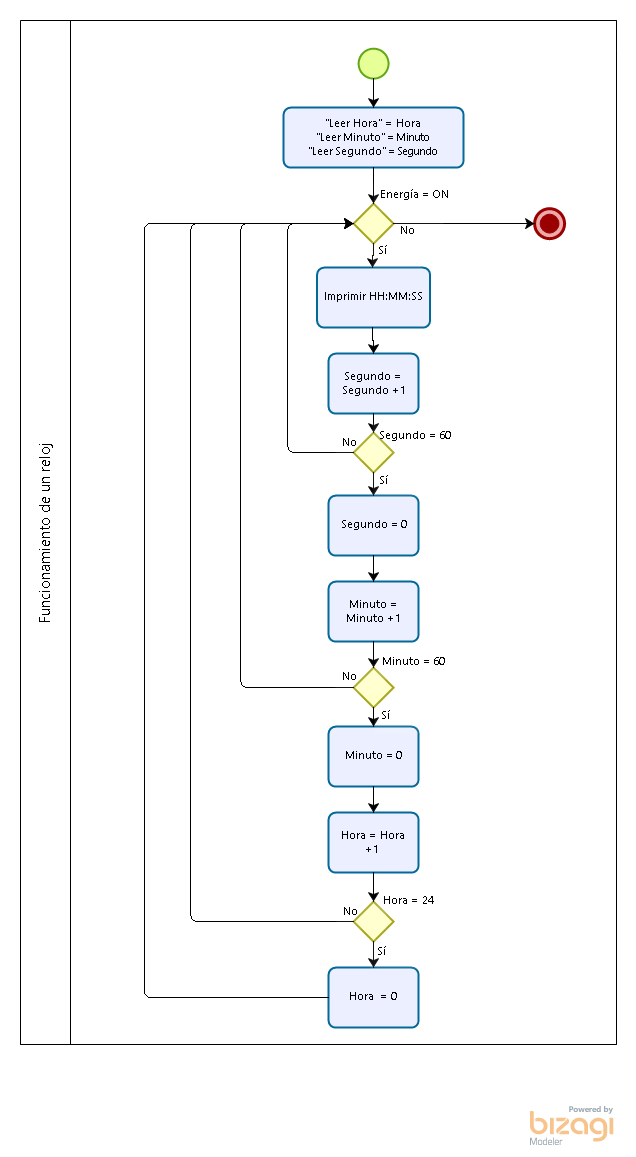 Funcionamiento de un reloj
"Leer Hora" = Hora
"Leer Minuto" = Minuto
"Leer Segundo" = Segundo
Energía = ON
No
Sí
Imprimir HH:MM:SS
Segundo =
Segundo +1
Segundo = 60
No
Sí
Segundo = 0
Minuto =
Minuto +1
Minuto = 60
No
Sí
Minuto = 0
Hora = Hora
+1
Hora = 24
No
Sí
Hora = 0
Powered by
bizagi
Modeler